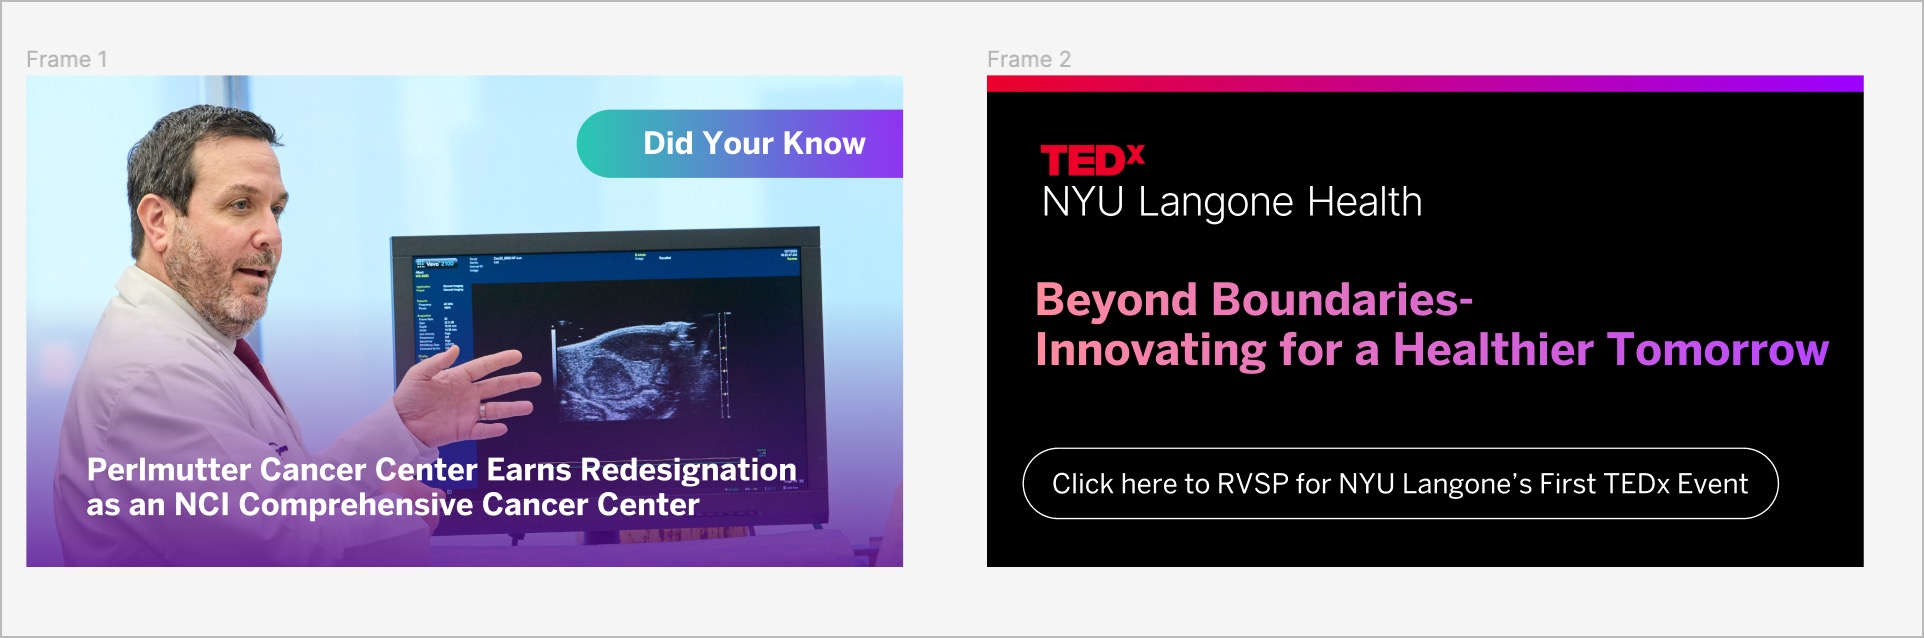 Frame 1
Did Your Know
Vevo 2100
Perlmutter Cancer Center Earns Redesignation
as an NCI Comprehensive Cancer Center
Frame 2
TEDx
NYU Langone Health
Beyond Boundaries-
Innovating for a Healthier Tomorrow
Click here to RVSP for NYU Langone’s First TEDx Event